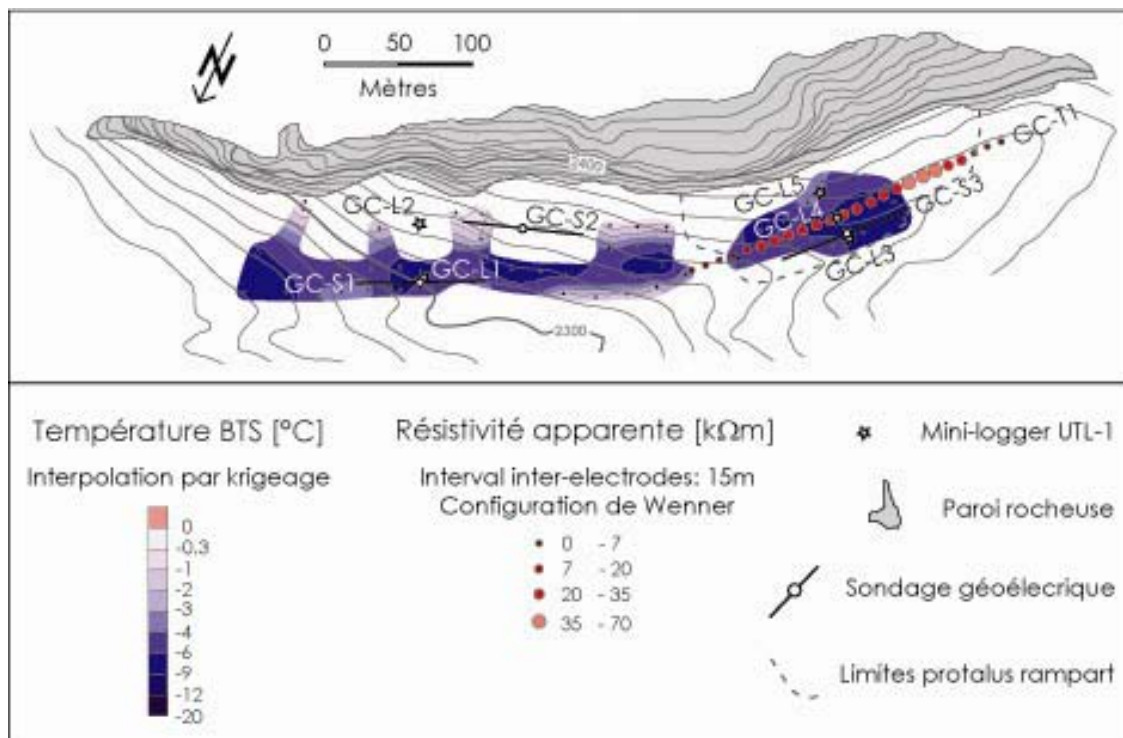 N
0 50 100
Mètres
2400
GC-T1
GC-L5
GC-S3
GC-L2
GC-S2
GC-L4
GC-L3
GC-S1
GC-L1
2300
Température BTS [°C]
Interpolation par krigeage
0
-0.3
-1
-2
-3
-4
-6
-9
-12
-20
Résistivité apparente [kΩm]
Interval inter-electrodes: 15m
Configuration de Wenner
0 - 7
7 - 20
20 - 35
35 - 70
Mini-logger UTL-1
Paroi rocheuse
Sondage géoélecrique
Limites protalus rampart